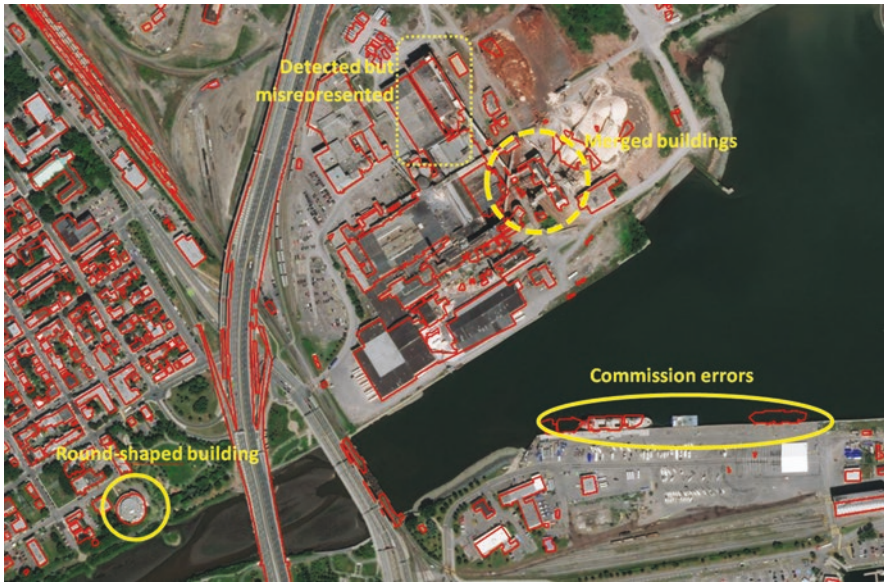 Detected but
misrepresented
Merged buildings
Commission errors
Round-shaped building